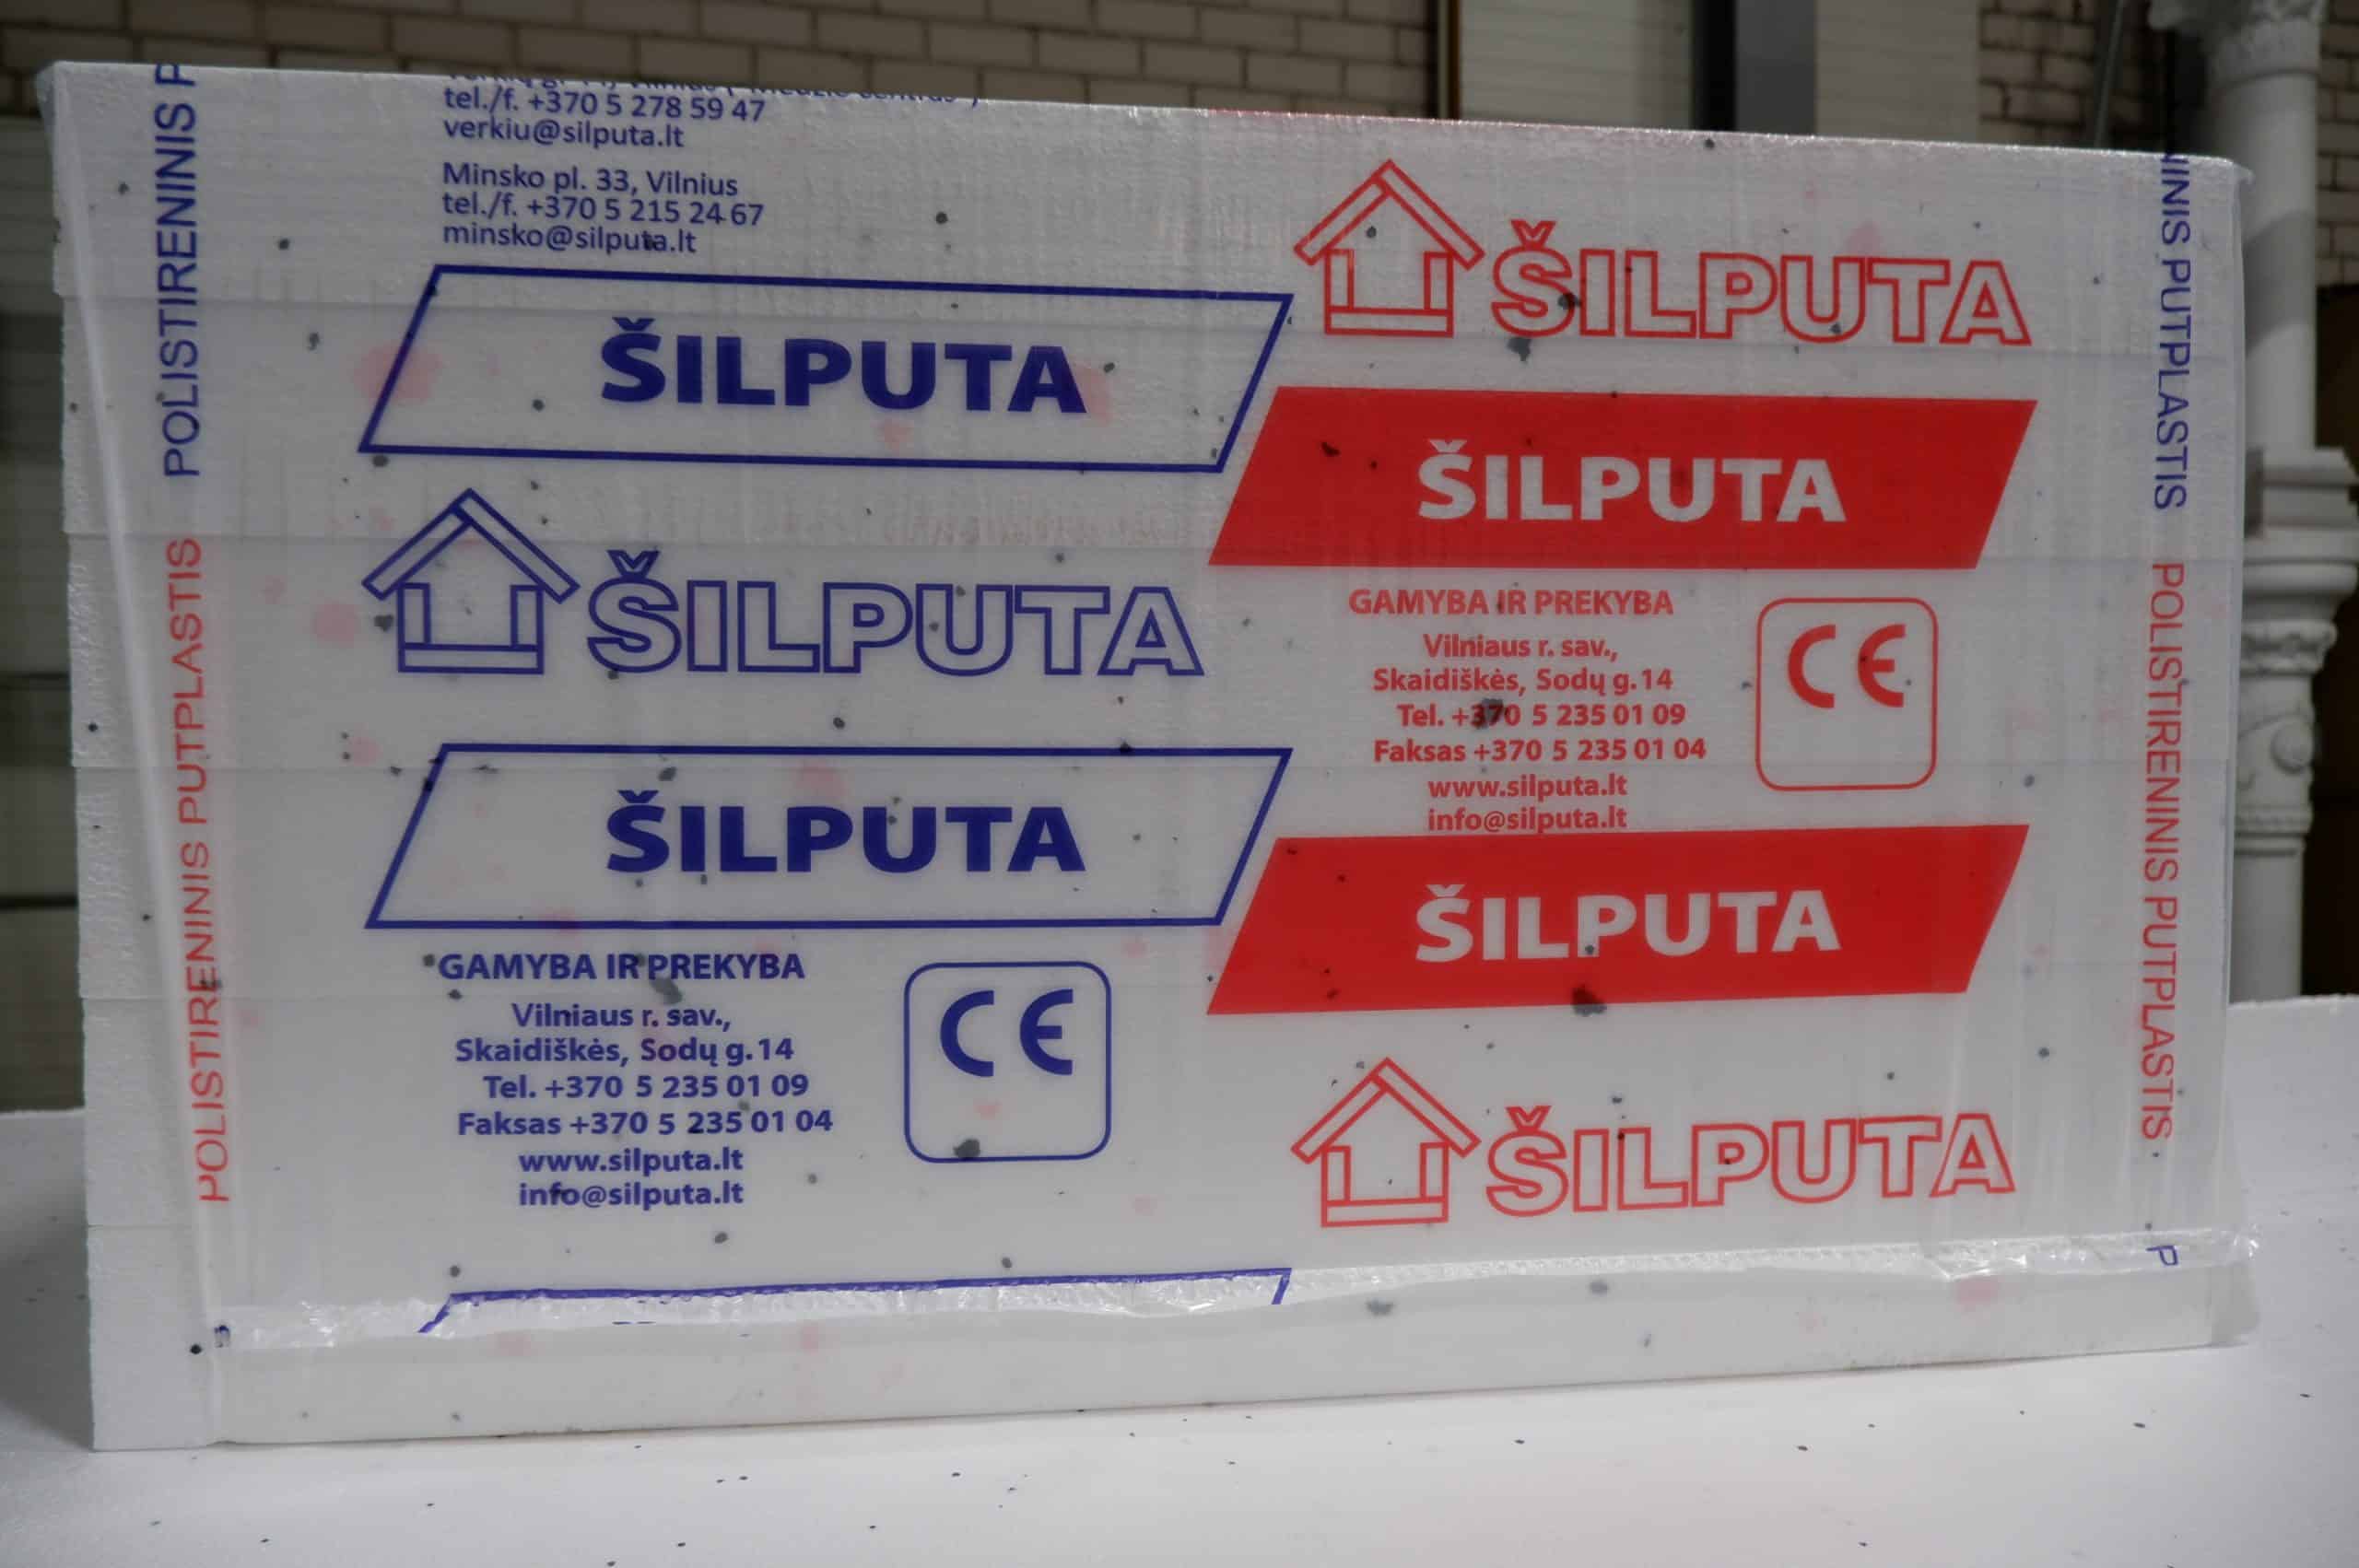 tel./f. +370 5 278 59 47
verkiu@silputa.lt
Minsko pl. 33, Vilnius
tel./f. +370 5 215 24 67
minsko@silputa.lt
ŠILPUTA
ŠILPUTA
ŠILPUTA
GAMYBA IR PREKYBA
Vilniaus r. sav.,
Skaidiškės, Sodų g.14
Tel. +370 5 235 01 09
Faksas +370 5 235 01 04
www.silputa.lt
info@silputa.lt
CE
ŠILPUTA
ŠILPUTA
GAMYBA IR PREKYBA
Vilniaus r. sav.,
Skaidiškės, Sodų g.14
Tel. +370 5 235 01 09
Faksas +370 5 235 01 04
www.silputa.lt
info@silputa.lt
CE
ŠILPUTA
ŠILPUTA
POLISTIRENINIS PUTPLASTIS POLISTIRENINIS P
NINIS PUTPLASTIS POLISTIRENINIS PUTPLASTIS P